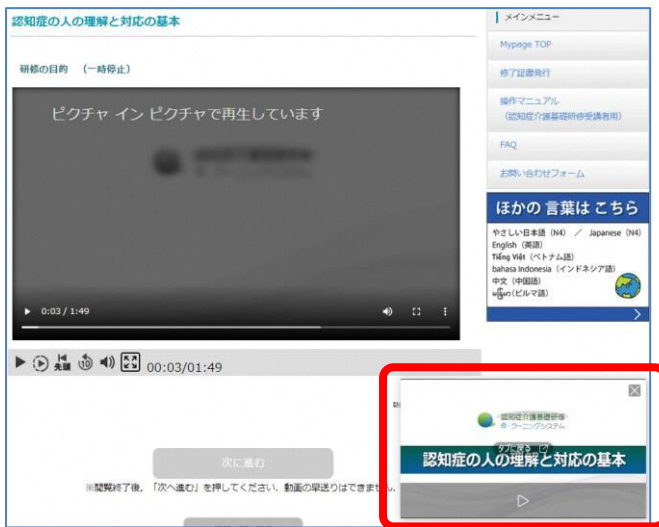 認知症の人の理解と対応の基本
研修の目的 (一時停止)
ピクチャ イン ピクチャで再生しています
0:03 / 1:49
先頭
10
00:03/01:49
次に進む
※閲覧終了後、「次へ進む」を押してください。動画の早送りはできません。
メインメニュー
Mypage TOP
修了証書発行
操作マニュアル
(認知症介護基礎研修受講者用)
FAQ
お問い合わせフォーム
ほかの 言葉は こちら
やさしい日本語 (N4) / Japanese (N4)
English (英語)
Tiếng Việt (ベトナム語)
bahasa Indonesia (インドネシア語)
中文 (中国語)
(ビルマ語)
認知症介護基礎研修
e-ラーニングシステム
タブに戻る
認知症の人の理解と対応の基本